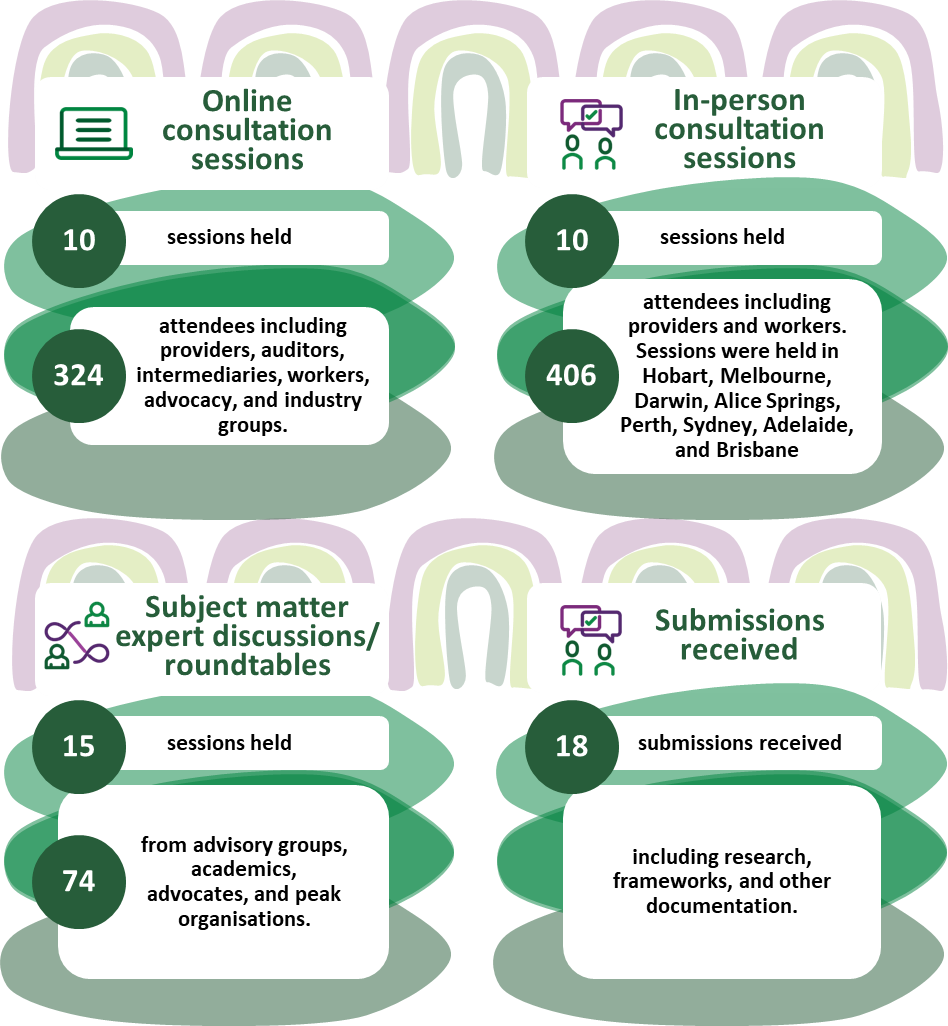 Online
consultation
sessions
10
sessions held
324
attendees including
providers, auditors,
intermediaries, workers,
advocacy, and industry
groups.
In-person
consultation
sessions
10
sessions held
406
attendees including
providers and workers.
Sessions were held in
Hobart, Melbourne,
Darwin, Alice Springs,
Perth, Sydney, Adelaide,
and Brisbane
Subject matter
expert discussions/
roundtables
15
sessions held
74
from advisory groups,
academics,
advocates, and peak
organisations.
Submissions
received
18
submissions received
including research,
frameworks, and other
documentation.